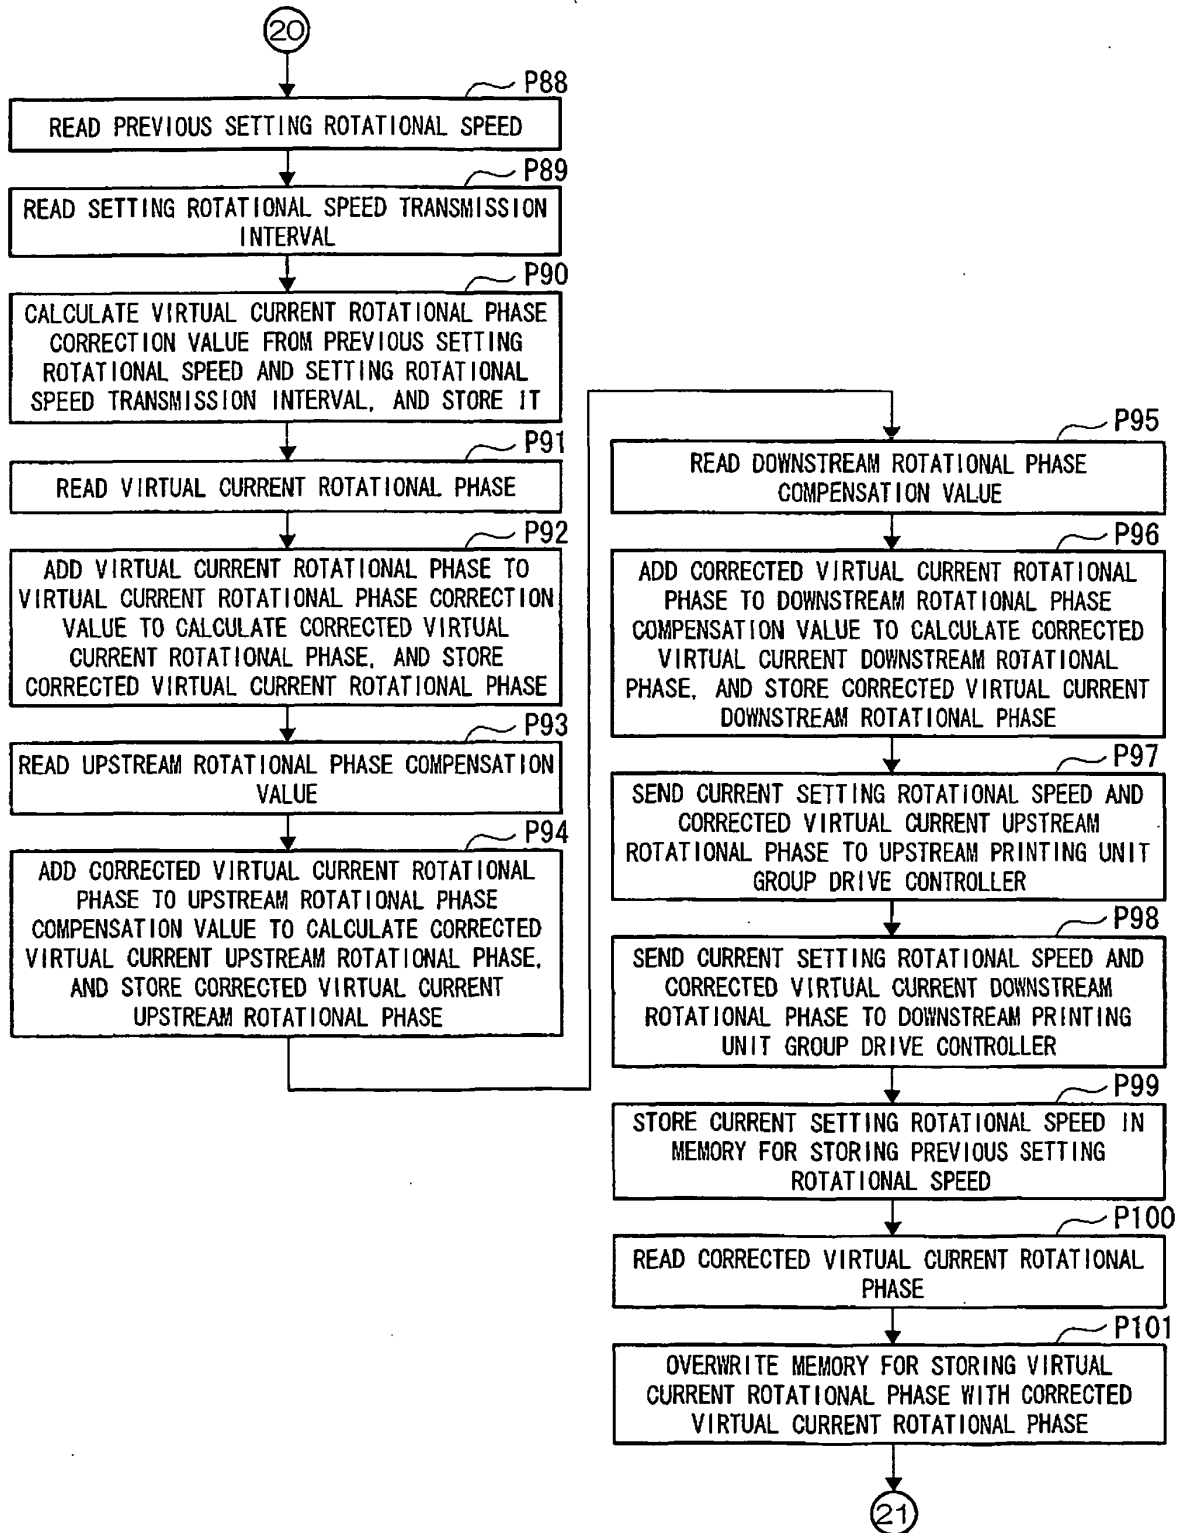 20
P88
READ PREVIOUS SETTING ROTATIONAL SPEED
P89
READ SETTING ROTATIONAL SPEED TRANSMISSION
INTERVAL
P90
CALCULATE VIRTUAL CURRENT ROTATIONAL PHASE
CORRECTION VALUE FROM PREVIOUS SETTING
ROTATIONAL SPEED AND SETTING ROTATIONAL
SPEED TRANSMISSION INTERVAL, AND STORE IT
P91
READ VIRTUAL CURRENT ROTATIONAL PHASE
P92
ADD VIRTUAL CURRENT ROTATIONAL PHASE TO
VIRTUAL CURRENT ROTATIONAL PHASE CORRECTION
VALUE TO CALCULATE CORRECTED VIRTUAL
CURRENT ROTATIONAL PHASE, AND STORE
CORRECTED VIRTUAL CURRENT ROTATIONAL PHASE
P93
READ UPSTREAM ROTATIONAL PHASE COMPENSATION
VALUE
P94
ADD CORRECTED VIRTUAL CURRENT ROTATIONAL
PHASE TO UPSTREAM ROTATIONAL PHASE
COMPENSATION VALUE TO CALCULATE CORRECTED
VIRTUAL CURRENT UPSTREAM ROTATIONAL PHASE,
AND STORE CORRECTED VIRTUAL CURRENT
UPSTREAM ROTATIONAL PHASE
P95
READ DOWNSTREAM ROTATIONAL PHASE
COMPENSATION VALUE
P96
ADD CORRECTED VIRTUAL CURRENT ROTATIONAL
PHASE TO DOWNSTREAM ROTATIONAL PHASE
COMPENSATION VALUE TO CALCULATE CORRECTED
VIRTUAL CURRENT DOWNSTREAM ROTATIONAL
PHASE, AND STORE CORRECTED VIRTUAL CURRENT
DOWNSTREAM ROTATIONAL PHASE
P97
SEND CURRENT SETTING ROTATIONAL SPEED AND
CORRECTED VIRTUAL CURRENT UPSTREAM
ROTATIONAL PHASE TO UPSTREAM PRINTING UNIT
GROUP DRIVE CONTROLLER
P98
SEND CURRENT SETTING ROTATIONAL SPEED AND
CORRECTED VIRTUAL CURRENT DOWNSTREAM
ROTATIONAL PHASE TO DOWNSTREAM PRINTING
UNIT GROUP DRIVE CONTROLLER
P99
STORE CURRENT SETTING ROTATIONAL SPEED IN
MEMORY FOR STORING PREVIOUS SETTING
ROTATIONAL SPEED
P100
READ CORRECTED VIRTUAL CURRENT ROTATIONAL
PHASE
P101
OVERWRITE MEMORY FOR STORING VIRTUAL
CURRENT ROTATIONAL PHASE WITH CORRECTED
VIRTUAL CURRENT ROTATIONAL PHASE
21